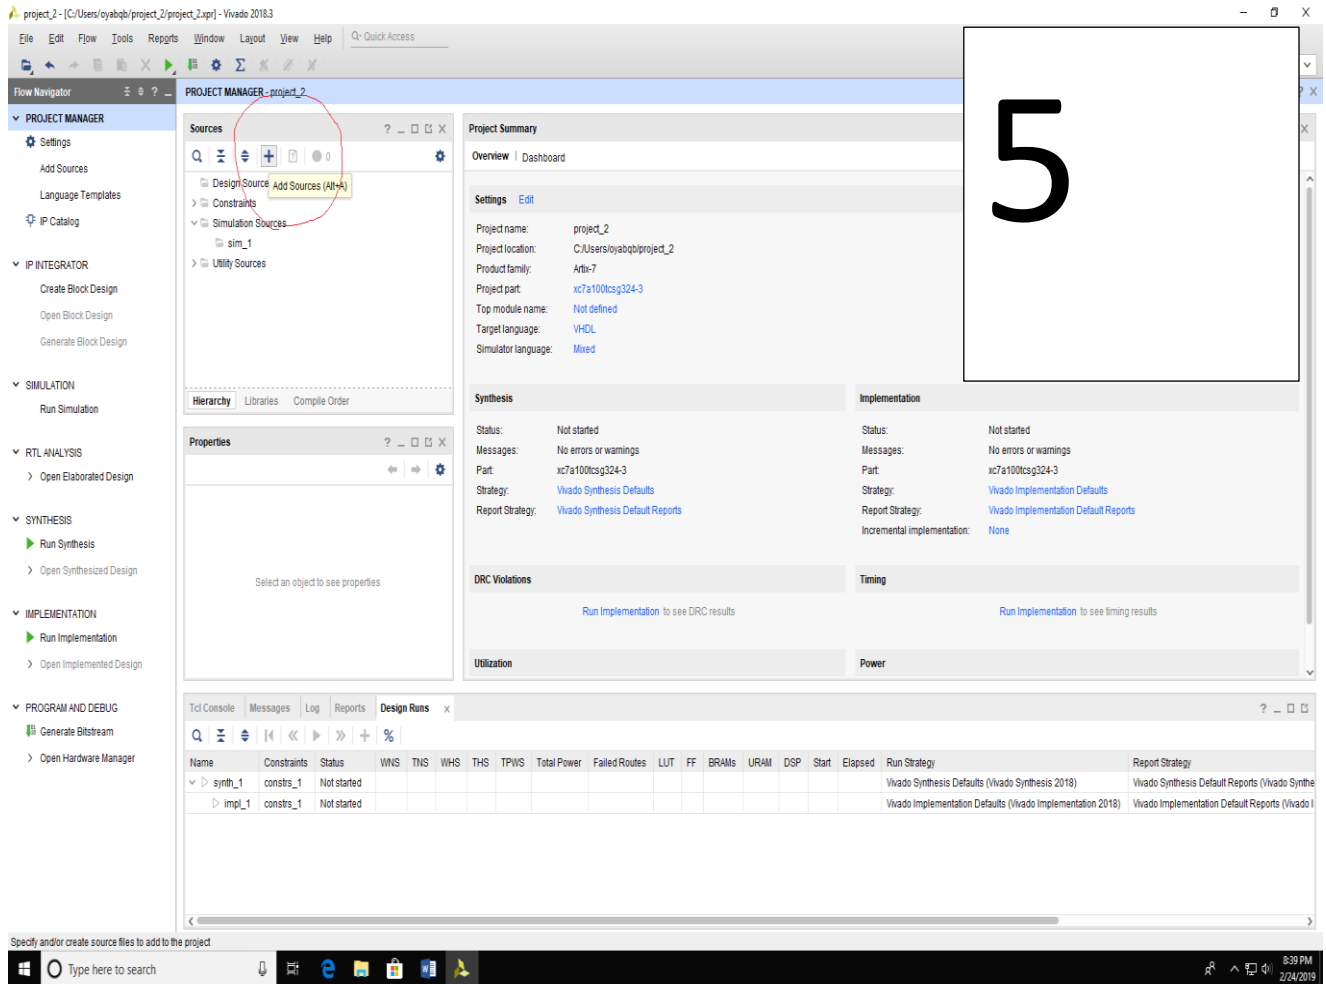 project_2 - [C:/Users/oyabqb/project_2/project_2.xpr] - Vivado 2018.3
File Edit Flow Tools Reports Window Layout View Help Q- Quick Access
Flow Navigator
PROJECT MANAGER - project_2
PROJECT MANAGER
Settings
Add Sources
Language Templates
IP Catalog
IP INTEGRATOR
Create Block Design
Open Block Design
Generate Block Design
SIMULATION
Run Simulation
RTL ANALYSIS
Open Elaborated Design
SYNTHESIS
Run Synthesis
Open Synthesized Design
IMPLEMENTATION
Run Implementation
Open Implemented Design
PROGRAM AND DEBUG
Generate Bitstream
Open Hardware Manager
Sources
0
Design Source
Add Sources (Alt+A)
Constraints
Simulation Sources
sim_1
Utility Sources
Hierarchy Libraries Compile Order
Properties
Select an object to see properties
Project Summary
Overview | Dashboard
Settings Edit
Project name: project_2
Project location: C:/Users/oyabqb/project_2
Product family: Artix-7
Project part: xc7a100tcsg324-3
Top module name: Not defined
Target language: VHDL
Simulator language: Mixed
5
Synthesis
Status: Not started
Messages: No errors or warnings
Part: xc7a100tcsg324-3
Strategy: Vivado Synthesis Defaults
Report Strategy: Vivado Synthesis Default Reports
Implementation
Status: Not started
Messages: No errors or warnings
Part: xc7a100tcsg324-3
Strategy: Vivado Implementation Defaults
Report Strategy: Vivado Implementation Default Reports
Incremental implementation: None
DRC Violations
Run Implementation to see DRC results
Timing
Run Implementation to see timing results
Utilization
Power
Tcl Console Messages Log Reports Design Runs
Name Constraints Status WNS TNS WHS THS TPWS Total Power Failed Routes LUT FF BRAMs URAM DSP Start Elapsed Run Strategy Report Strategy
synth_1 constrs_1 Not started Vivado Synthesis Defaults (Vivado Synthesis 2018) Vivado Synthesis Default Reports (Vivado Synthe
impl_1 constrs_1 Not started Vivado Implementation Defaults (Vivado Implementation 2018) Vivado Implementation Default Reports (Vivado I
Specify and/or create source files to add to the project
Type here to search
8:39 PM
2/24/2019